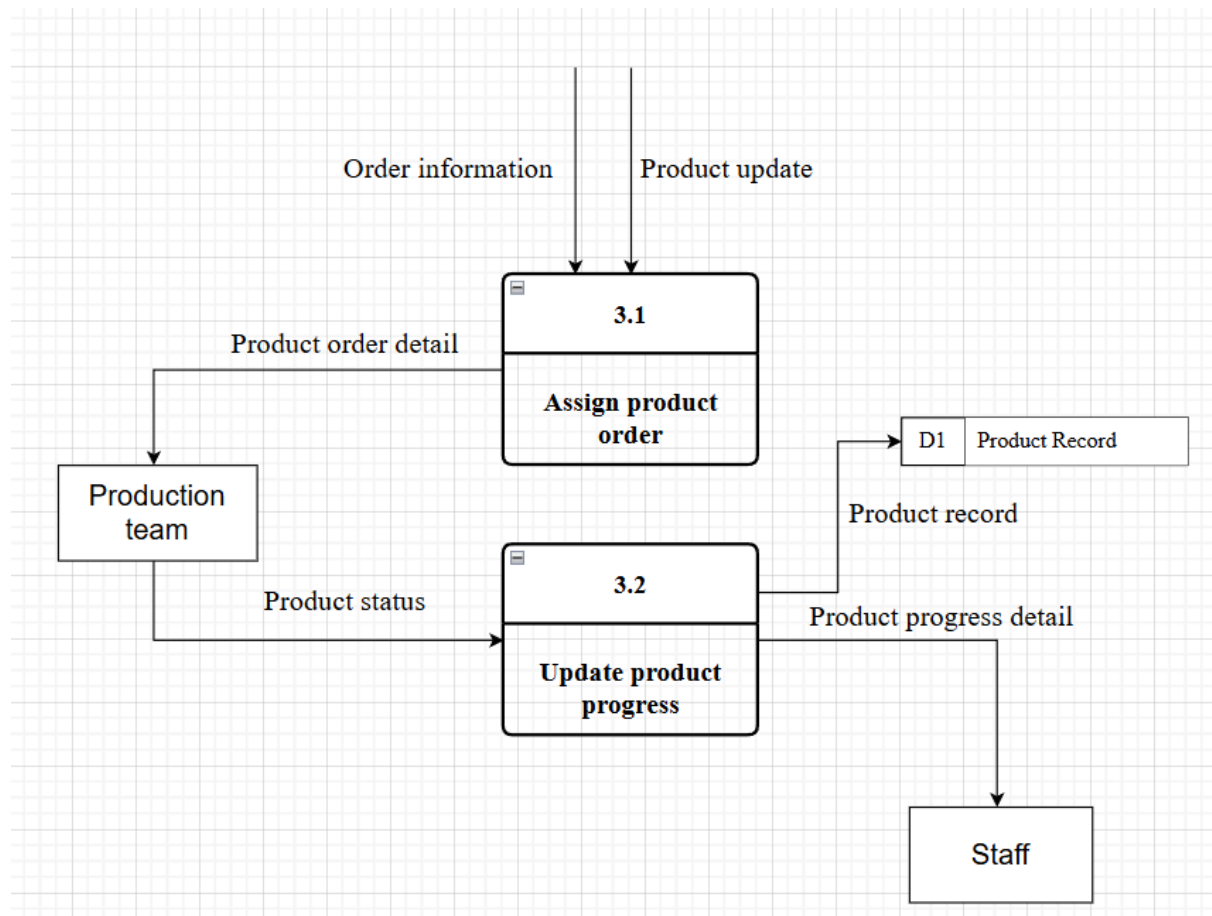 Order information
Product update
3.1
Product order detail
Assign product
order
D1
Product Record
Production
team
Product record
3.2
Product status
Product progress detail
Update product
progress
Staff